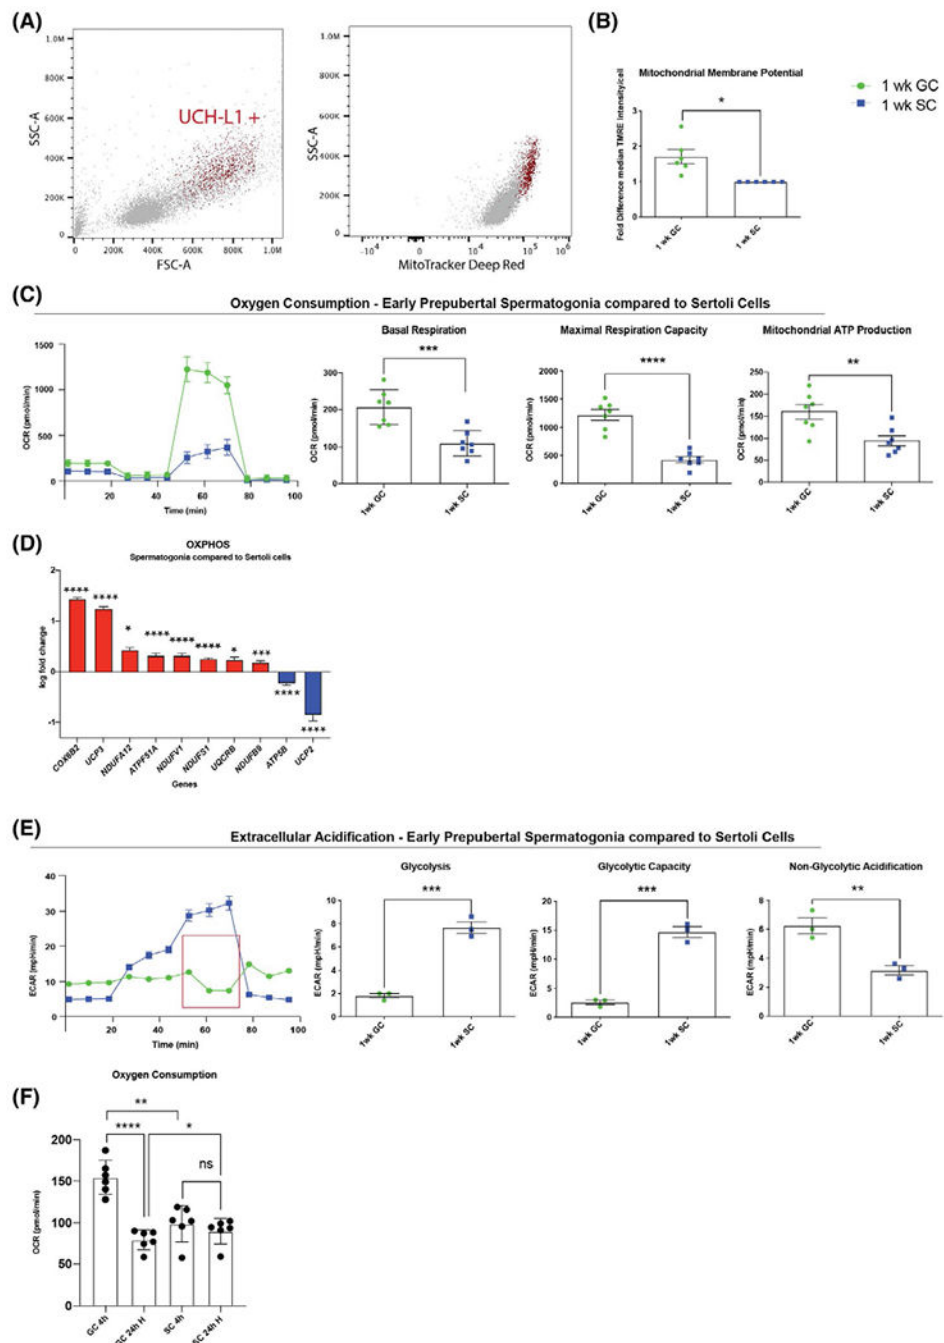 (A)
1.0M
800K
600K
400K
200K
0
SSC-A
UCH-L1 +
0 200K 400K 600K 800K 1.0M
FSC-A
1.0M
800K
600K
400K
200K
0
SSC-A
-10⁴ 0 10⁴ 10⁵ 10⁶
MitoTracker Deep Red
(B)
Mitochondrial Membrane Potential
*
Fold Difference median TMRE Intensity/cell
3
2
1
0
1 wk GC
1 wk SC
1 wk GC
1 wk SC
(C)
Oxygen Consumption - Early Prepubertal Spermatogonia compared to Sertoli Cells
OCR (pmol/min)
1500
1000
500
0
20 40 60 80 100
Time (min)
Basal Respiration
***
OCR (pmol/min)
300
200
100
0
1wk GC
1wk SC
Maximal Respiration Capacity
****
OCR (pmol/min)
2000
1500
1000
500
0
1wk GC
1wk SC
Mitochondrial ATP Production
**
OCR (pmol/min)
250
200
150
100
50
0
1wk GC
1wk SC
(D)
OXPHOS
Spermatogonia compared to Sertoli cells
log fold change
2
1
0
-1
****
****
*
****
****
****
*
***
****
****
COX6B2
UCP3
NDUFA12
ATPF51A
NDUFV1
NDUFS1
UQCRB
NDUFB9
ATP5B
UCP2
Genes
(E)
Extracellular Acidification - Early Prepubertal Spermatogonia compared to Sertoli Cells
ECAR [mpH/min)
40
30
20
10
0
20 40 60 80 100
Time (min)
Glycolysis
***
ECAR (mpH/min)
10
8
6
4
2
0
1wk GC
1wk SC
Glycolytic Capacity
***
ECAR (mpH/min)
20
15
10
5
0
1wk GC
1wk SC
Non-Glycolytic Acidification
**
ECAR (mpH/min)
8
6
4
2
0
1wk GC
1wk SC
(F)
Oxygen Consumption
**
****
*
ns
OCR (pmol/min)
200
150
100
50
0
GC 4h
GC 24h H
SC 4h
SC 24h H